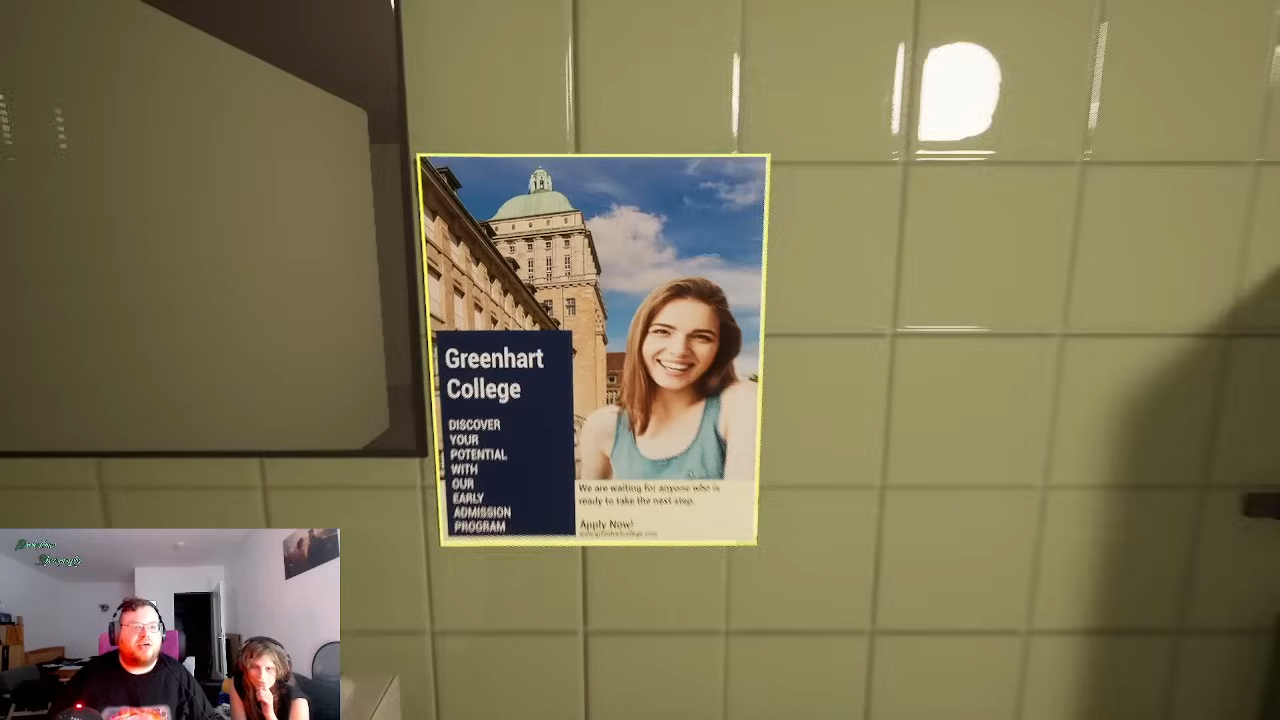 Greenhart
College
DISCOVER
YOUR
POTENTIAL
WITH
OUR
EARLY
ADMISSION
PROGRAM
We are waiting for anyone who is
ready to take the next step.
Apply Now!